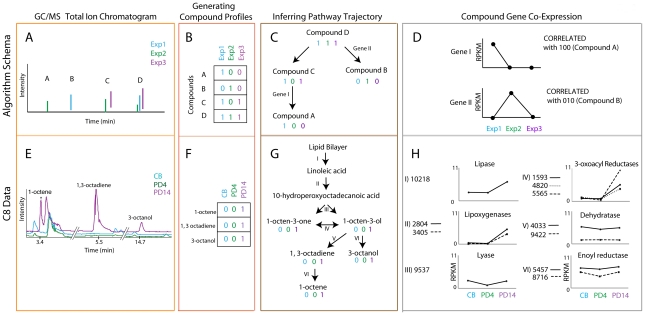 GC/MS Total Ion Chromatogram
Generating
Compound Profiles
Inferring Pathway Trajectory
Compound Gene Co-Expression
Algorithm Schema
A
Intensity
Exp1
Exp2
Exp3
A
B
C
D
Time (min)
B
Exp1
Exp2
Exp3
Compounds
A 1 0 0
B 0 1 0
C 1 0 1
D 1 1 1
C
Compound D
1 1 1
Gene II
Compound C
1 0 1
Compound B
0 1 0
Gene I
Compound A
1 0 0
D
Gene I
RPKM
CORRELATED
with 100 (Compound A)
Gene II
RPKM
CORRELATED
with 010 (Compound B)
Exp1 Exp2 Exp3
C8 Data
E
Intensity
CB
PD4
PD14
1-octene
1,3-octadiene
3-octanol
3.4
5.5
14.7
Time (min)
F
CB
PD4
PD14
1-octene 0 0 1
1, 3-octadiene 0 0 1
3-octanol 0 0 1
G
Lipid Bilayer
I
Linoleic acid
II
10-hydroperoxyoctadecanoic acid
III
1-octen-3-one
0 0 1
IV
1-octen-3-ol
0 0 1
V
VI
1, 3-octadiene
0 0 1
3-octanol
0 0 1
VI
1-octene
0 0 1
H
Lipase
I) 10218
11
0
3-oxoacyl Reductases
IV) 1593
4820
5565
11
0
Lipoxygenases
II) 2804
3405
11
0
Dehydratase
V) 4033
9422
11
0
Lyase
III) 9537
RPKM
11
0
CB PD4 PD14
Enoyl reductase
VI) 5457
8716
RPKM
11
0
CB PD4 PD14